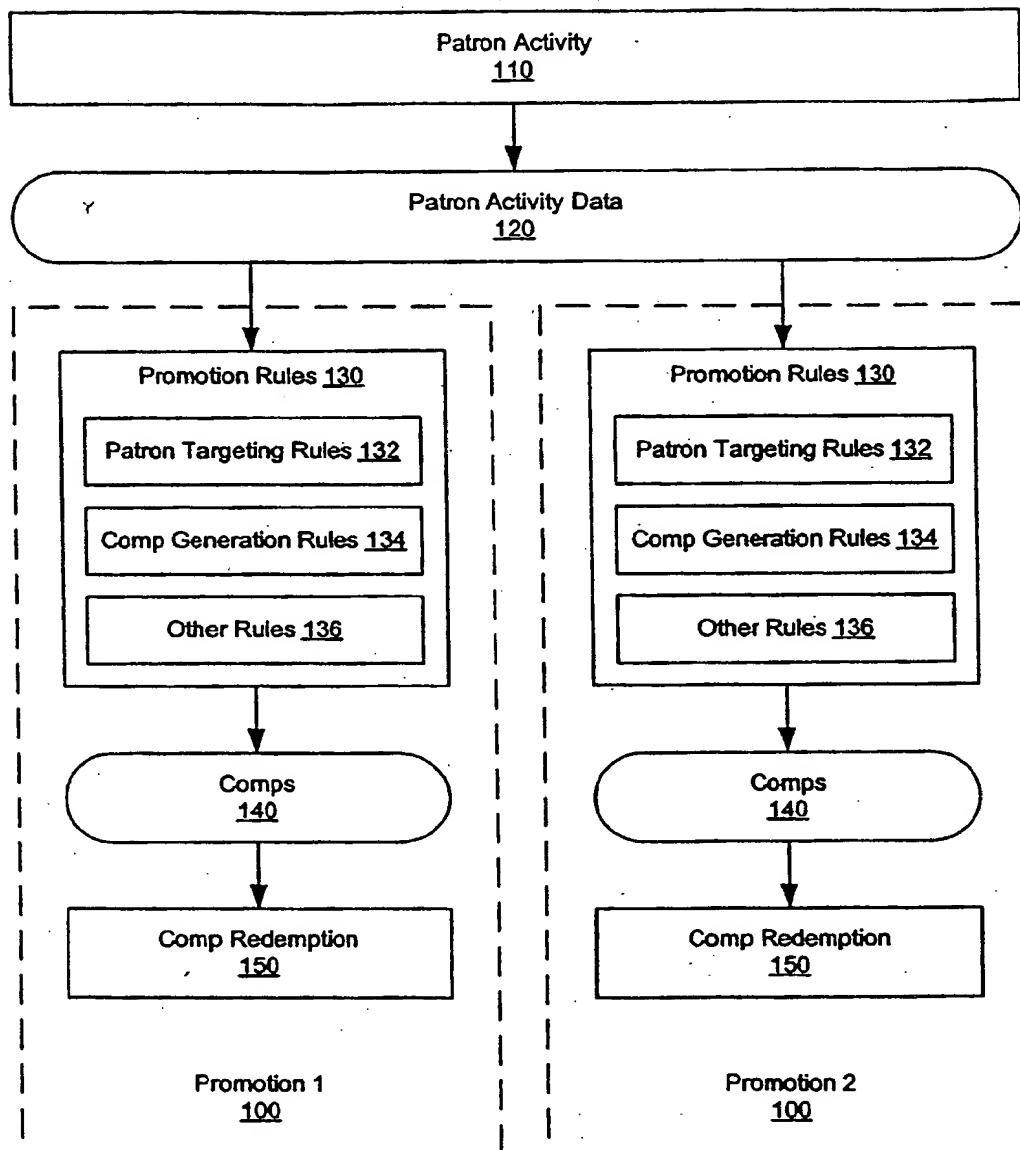 Patron Activity
110
Patron Activity Data
120
Promotion Rules 130
Patron Targeting Rules 132
Comp Generation Rules 134
Other Rules 136
Comps
140
Comp Redemption
150
Promotion 1
100
Promotion Rules 130
Patron Targeting Rules 132
Comp Generation Rules 134
Other Rules 136
Comps
140
Comp Redemption
150
Promotion 2
100